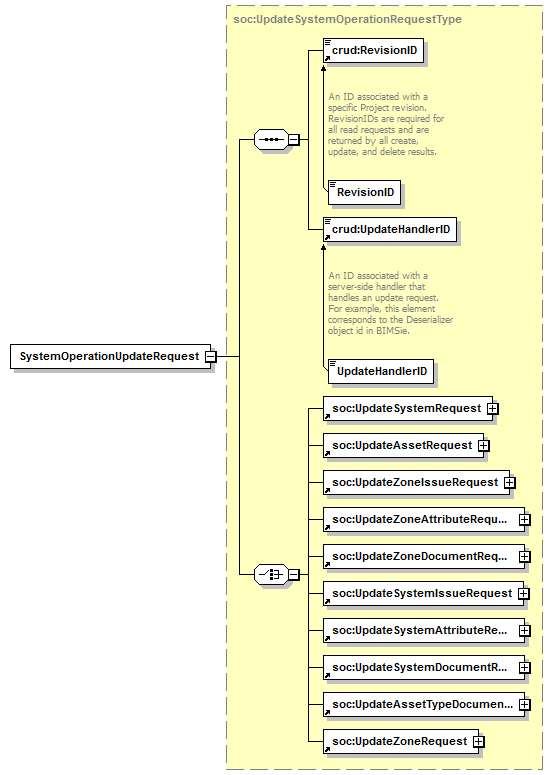 soc:UpdateSystemOperationRequestType
crud:RevisionID
An ID associated with a
specific Project revision.
RevisionIDs are required for
all read requests and are
returned by all create,
update, and delete results.
RevisionID
crud:UpdateHandlerID
An ID associated with a
server-side handler that
handles an update request.
For example, this element
corresponds to the Deserializer
object id in BIMSie.
UpdateHandlerID
SystemOperationUpdateRequest
soc:UpdateSystemRequest
soc:UpdateAssetRequest
soc:UpdateZoneIssueRequest
soc:UpdateZoneAttributeRequ...
soc:UpdateZoneDocumentReq...
soc:UpdateSystemIssueRequest
soc:UpdateSystemAttributeRe...
soc:UpdateSystemDocumentR...
soc:UpdateAssetTypeDocumen...
soc:UpdateZoneRequest